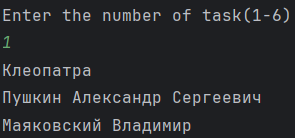 Enter the number of task(1-6)
1
Клеопатра
Пушкин Александр Сергеевич
Маяковский Владимир